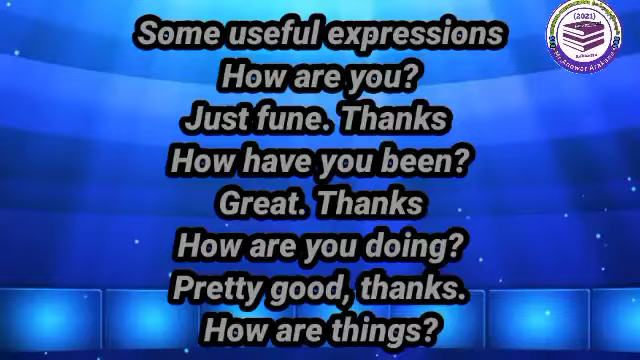 Some useful expressions
How are you?
Just fune. Thanks
How have you been?
Great. Thanks
How are you doing?
Pretty good, thanks.
How are things?
(2021)